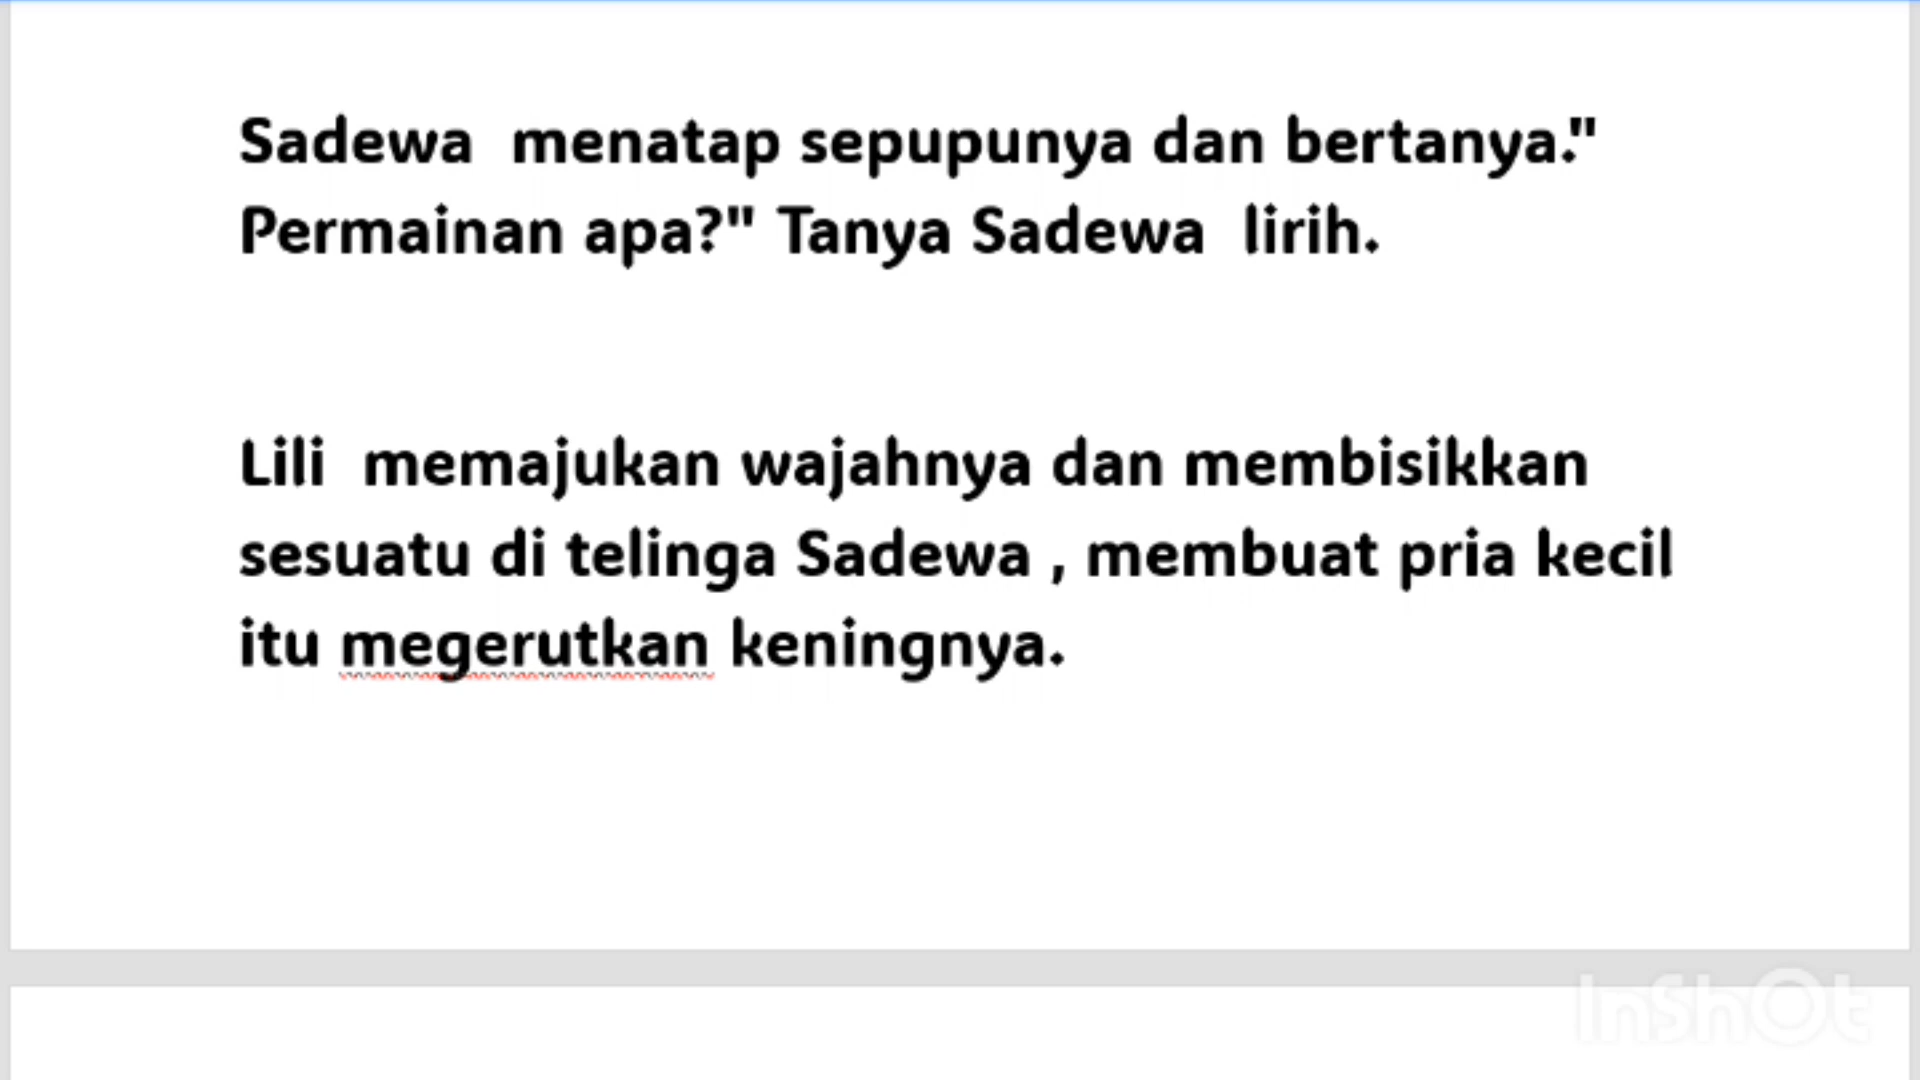 Sadewa  menatap sepupunya dan bertanya."
Permainan apa?" Tanya Sadewa  lirih.
Lili  memajukan wajahnya dan membisikkan
sesuatu di telinga Sadewa , membuat pria kecil
itu megerutkan keningnya.
InShOt